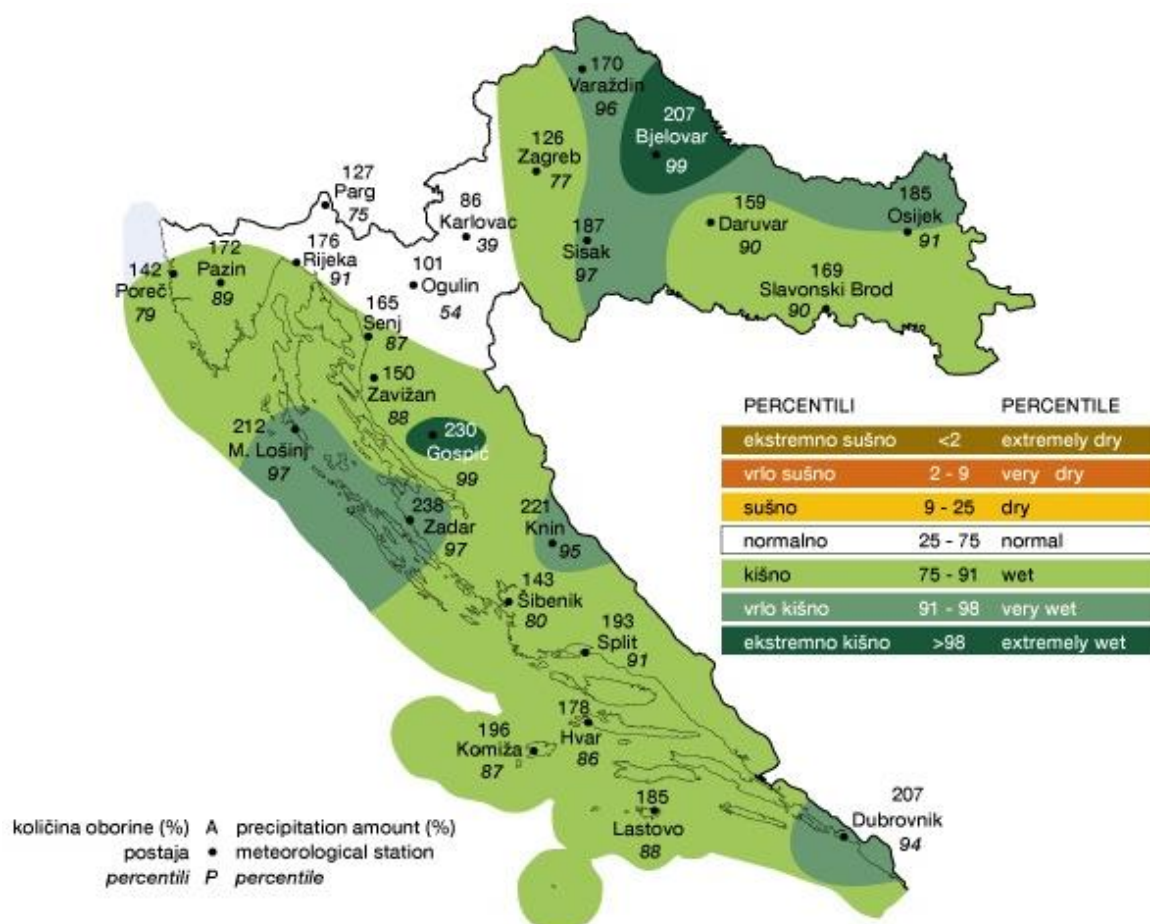 170
Varaždin
96
207
Bjelovar
99
126
Zagreb
77
127
Parg
75
86
Karlovac
39
159
Daruvar
90
185
Osijek
91
187
Sisak
97
172
Pazin
89
176
Rijeka
91
142
Poreč
79
101
Ogulin
54
169
Slavonski Brod
90
165
Senj
87
150
Zavižan
88
212
M. Lošinj
97
230
Gospić
99
238
Zadar
97
221
Knin
95
143
Šibenik
80
193
Split
91
178
Hvar
86
196
Komiža
87
185
Lastovo
88
207
Dubrovnik
94
PERCENTILI PERCENTILE
ekstremno sušno <2 extremely dry
vrlo sušno 2 - 9 very dry
sušno 9 - 25 dry
normalno 25 - 75 normal
kišno 75 - 91 wet
vrlo kišno 91 - 98 very wet
ekstremno kišno >98 extremely wet
količina oborine (%) A precipitation amount (%)
postaja • meteorological station
percentili P percentile